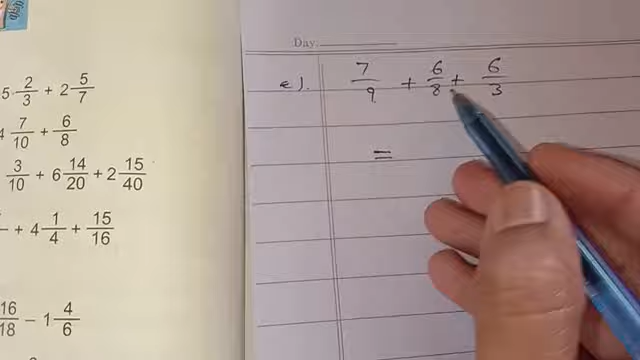 5 2/3 + 2 5/7
4 7/10 + 6/8
3/10 + 6 14/20 + 2 15/40
+ 4 1/4 + 15/16
16/18 − 1 4/6
Day.
e). 7/9 + 6/8 + 6/3
=